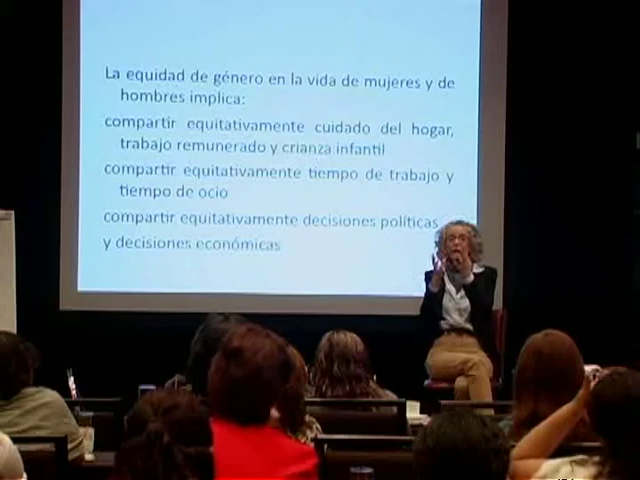 La equidad de género en la vida de mujeres y de
hombres implica:
compartir equitativamente cuidado del hogar,
trabajo remunerado y crianza infantil
compartir equitativamente tiempo de trabajo y
tiempo de ocio
compartir equitativamente decisiones políticas
y decisiones económicas